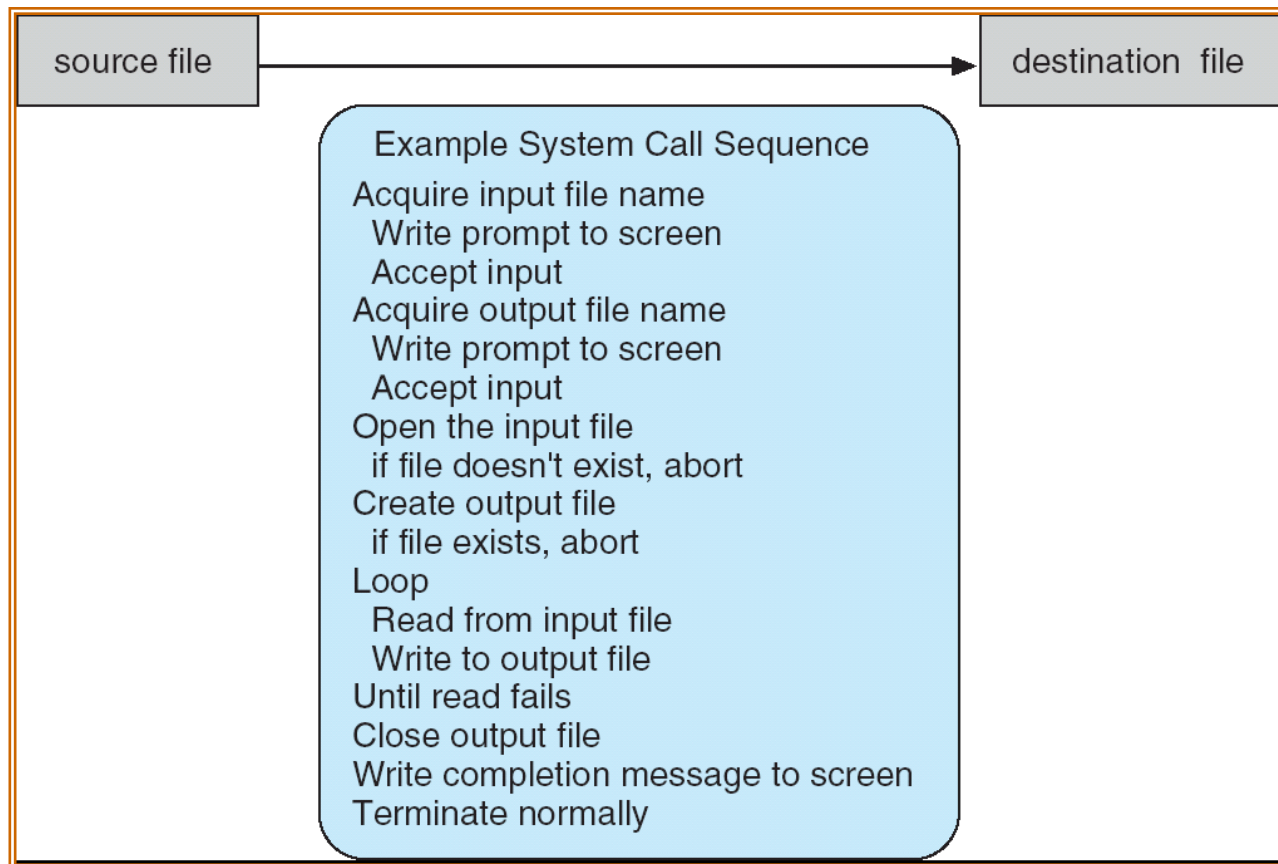 source file
destination file
Example System Call Sequence
Acquire input file name
Write prompt to screen
Accept input
Acquire output file name
Write prompt to screen
Accept input
Open the input file
if file doesn't exist, abort
Create output file
if file exists, abort
Loop
Read from input file
Write to output file
Until read fails
Close output file
Write completion message to screen
Terminate normally